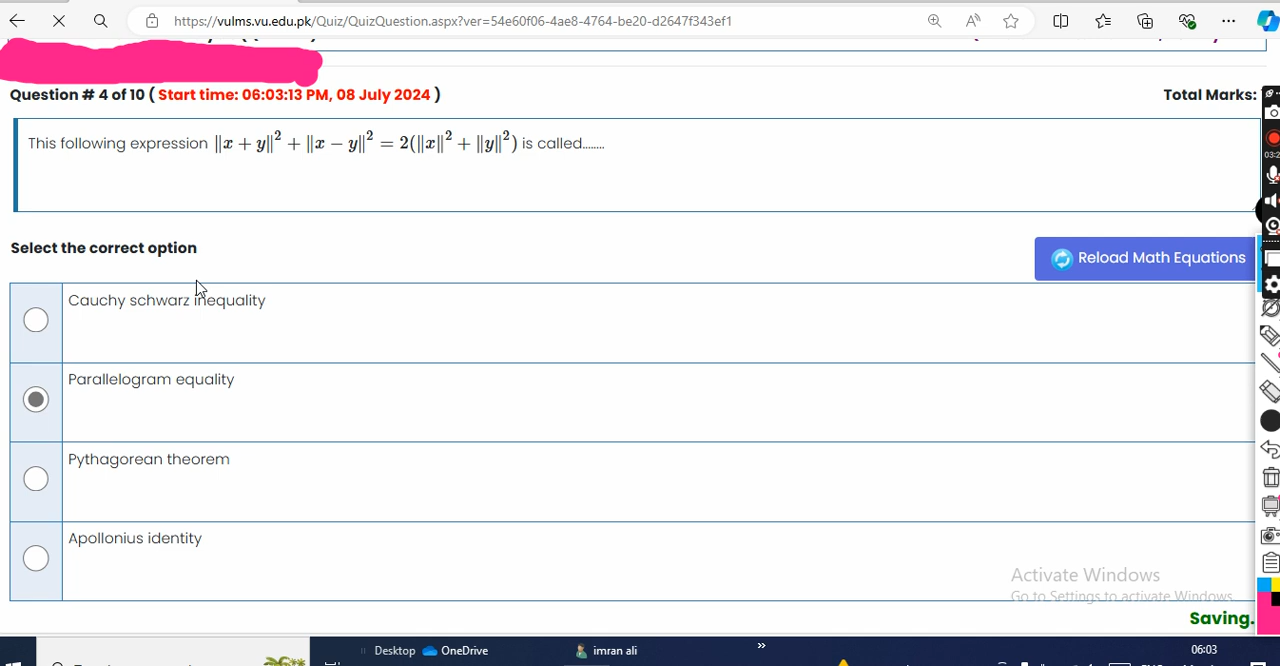 https://vulms.vu.edu.pk/Quiz/QuizQuestion.aspx?ver=54e60f06-4ae8-4764-be20-d2647f343ef1
Question # 4 of 10 ( Start time: 06:03:13 PM, 08 July 2024 )
Total Marks:
This following expression ‖x + y‖² + ‖x − y‖² = 2(‖x‖² + ‖y‖²) is called........
Select the correct option
Reload Math Equations
Cauchy schwarz inequality
Parallelogram equality
Pythagorean theorem
Apollonius identity
Activate Windows
Go to Settings to activate Windows.
Saving.
Desktop
OneDrive
imran ali
»
06:03